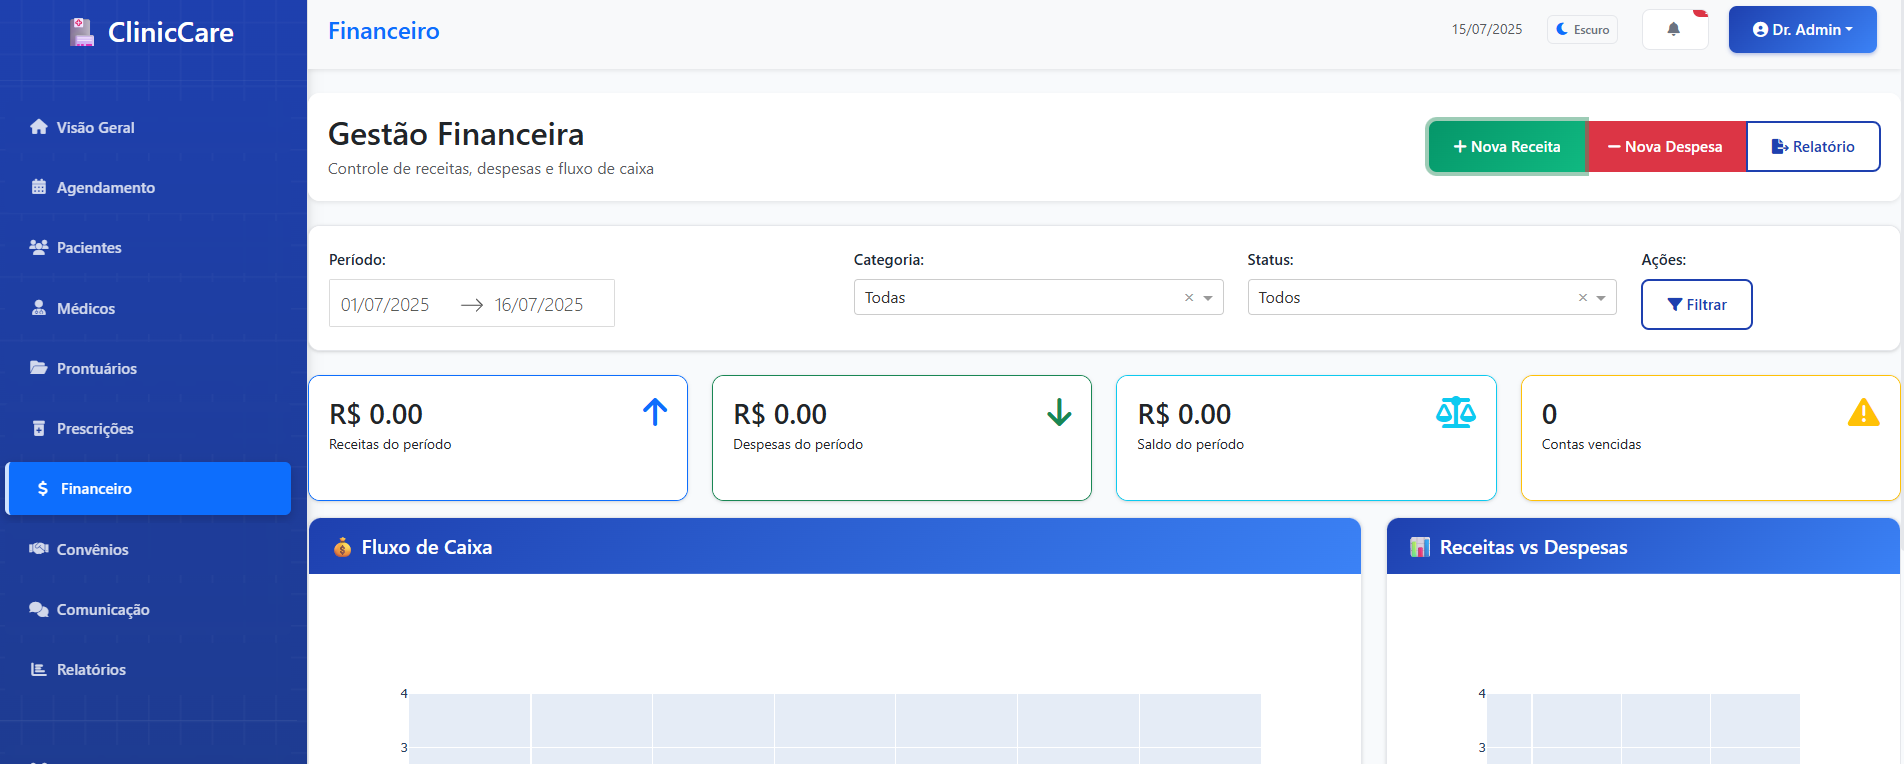 ClinicCare
Visão Geral
Agendamento
Pacientes
Médicos
Prontuários
Prescrições
Financeiro
Convênios
Comunicação
Relatórios
Financeiro
15/07/2025
Escuro
Dr. Admin
Gestão Financeira
Controle de receitas, despesas e fluxo de caixa
Nova Receita
Nova Despesa
Relatório
Período:
01/07/2025 → 16/07/2025
Categoria:
Todas
Status:
Todos
Ações:
Filtrar
R$ 0.00
Receitas do período
R$ 0.00
Despesas do período
R$ 0.00
Saldo do período
0
Contas vencidas
Fluxo de Caixa
4
3
Receitas vs Despesas
4
3